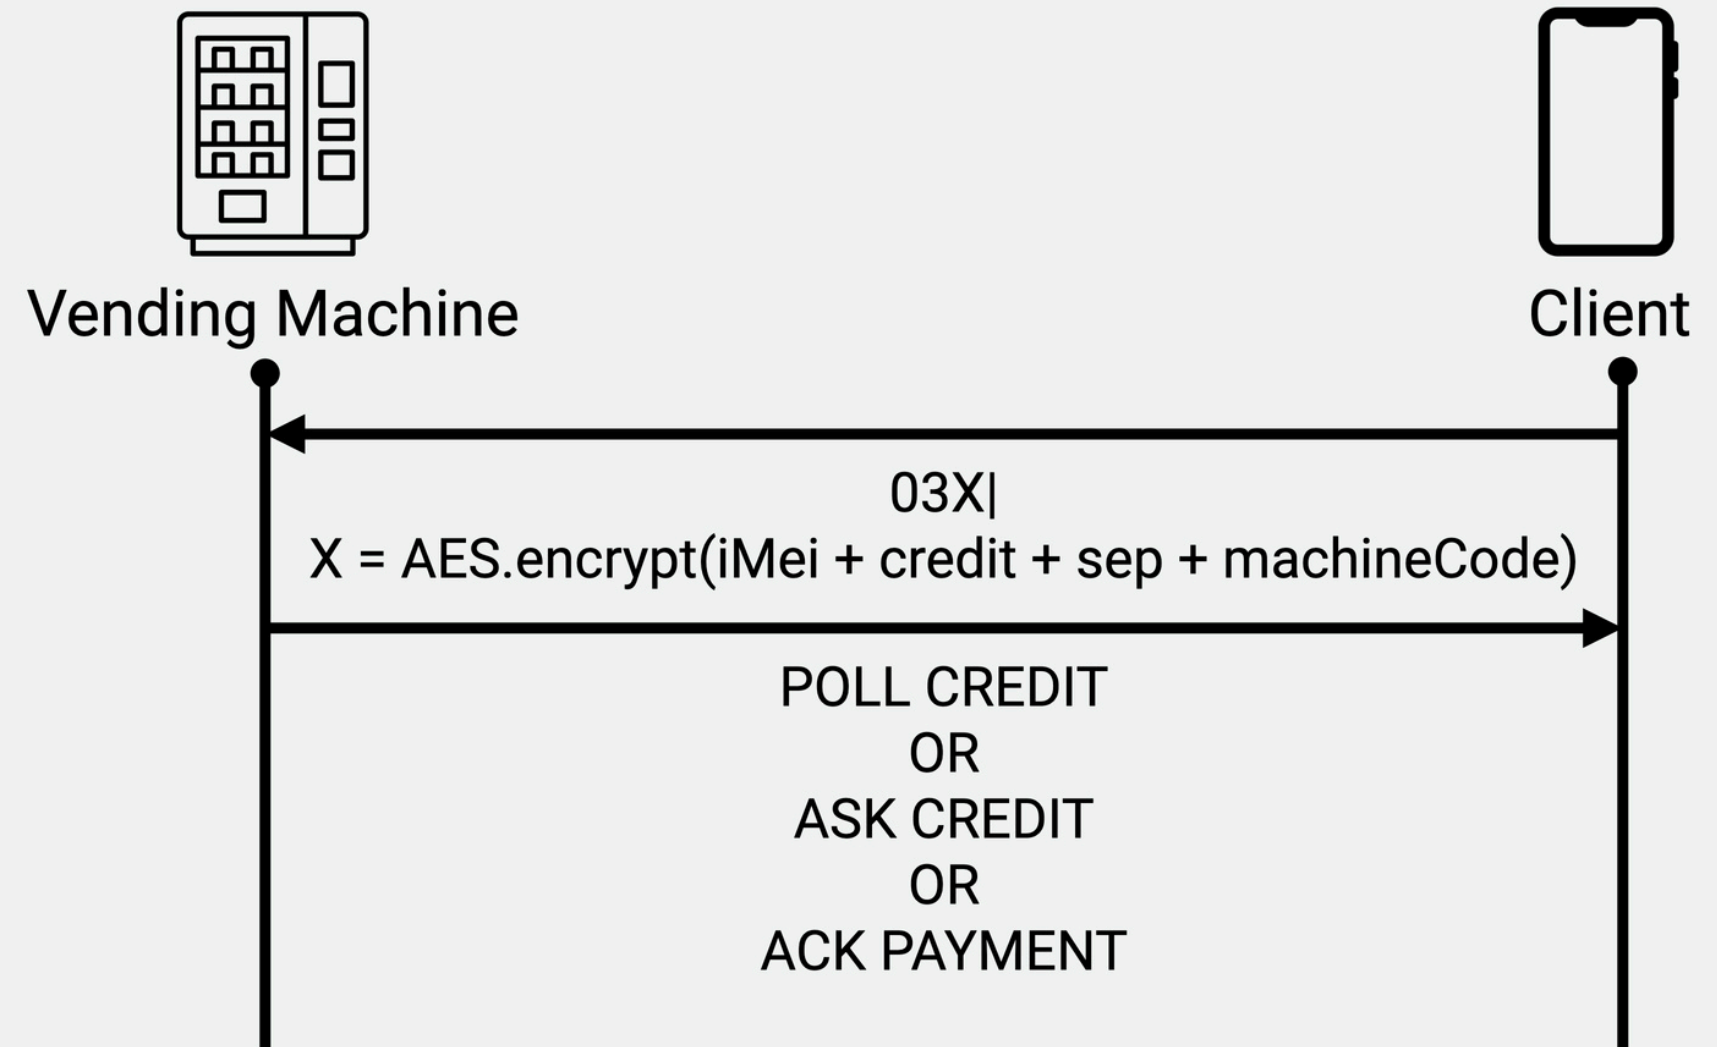 Vending Machine
Client
03X|
X = AES.encrypt(iMei + credit + sep + machineCode)
POLL CREDIT
OR
ASK CREDIT
OR
ACK PAYMENT